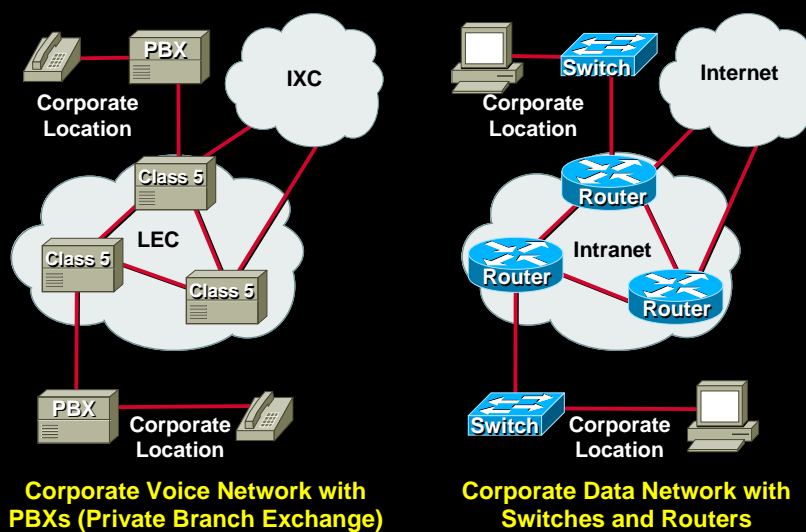 PBX
Corporate
Location
IXC
Class 5
LEC
Class 5
Class 5
PBX
Corporate
Location
Corporate Voice Network with
PBXs (Private Branch Exchange)
Switch
Corporate
Location
Internet
Router
Intranet
Router
Router
Switch
Corporate
Location
Corporate Data Network with
Switches and Routers